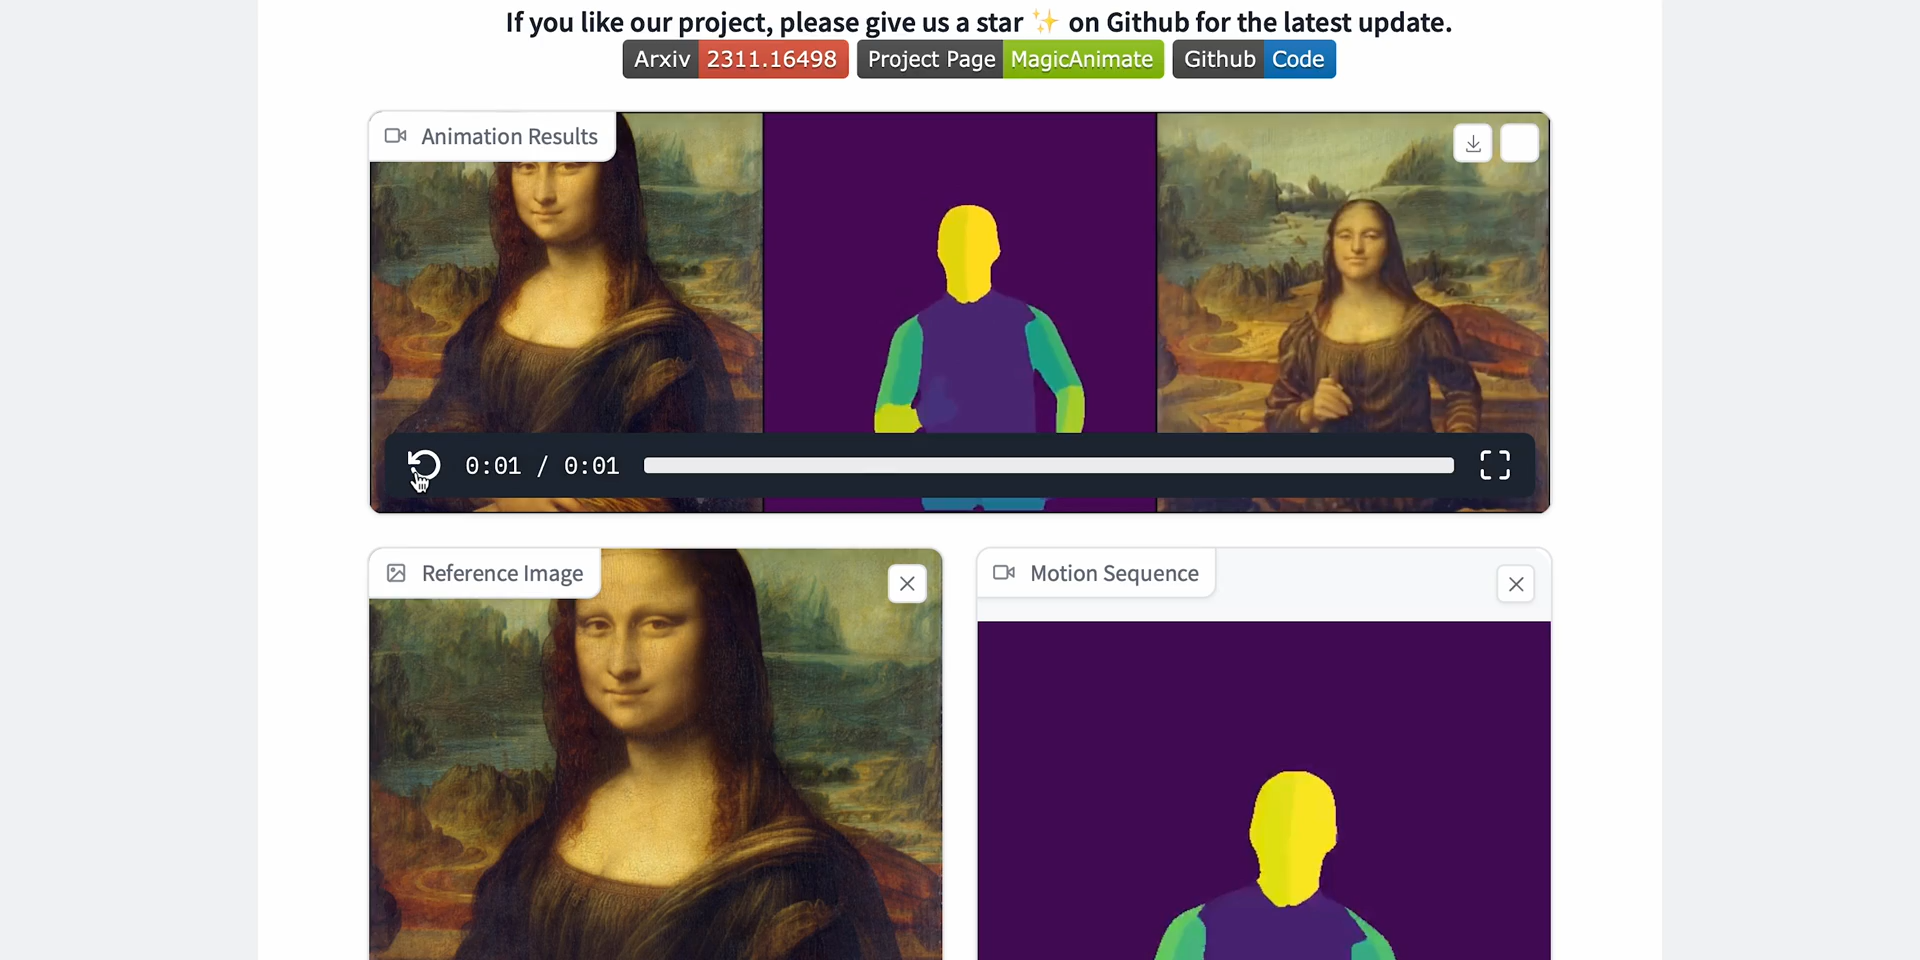 If you like our project, please give us a star ✨ on Github for the latest update.
Arxiv 2311.16498 Project Page MagicAnimate Github Code
Animation Results
0:01 / 0:01
Reference Image
Motion Sequence